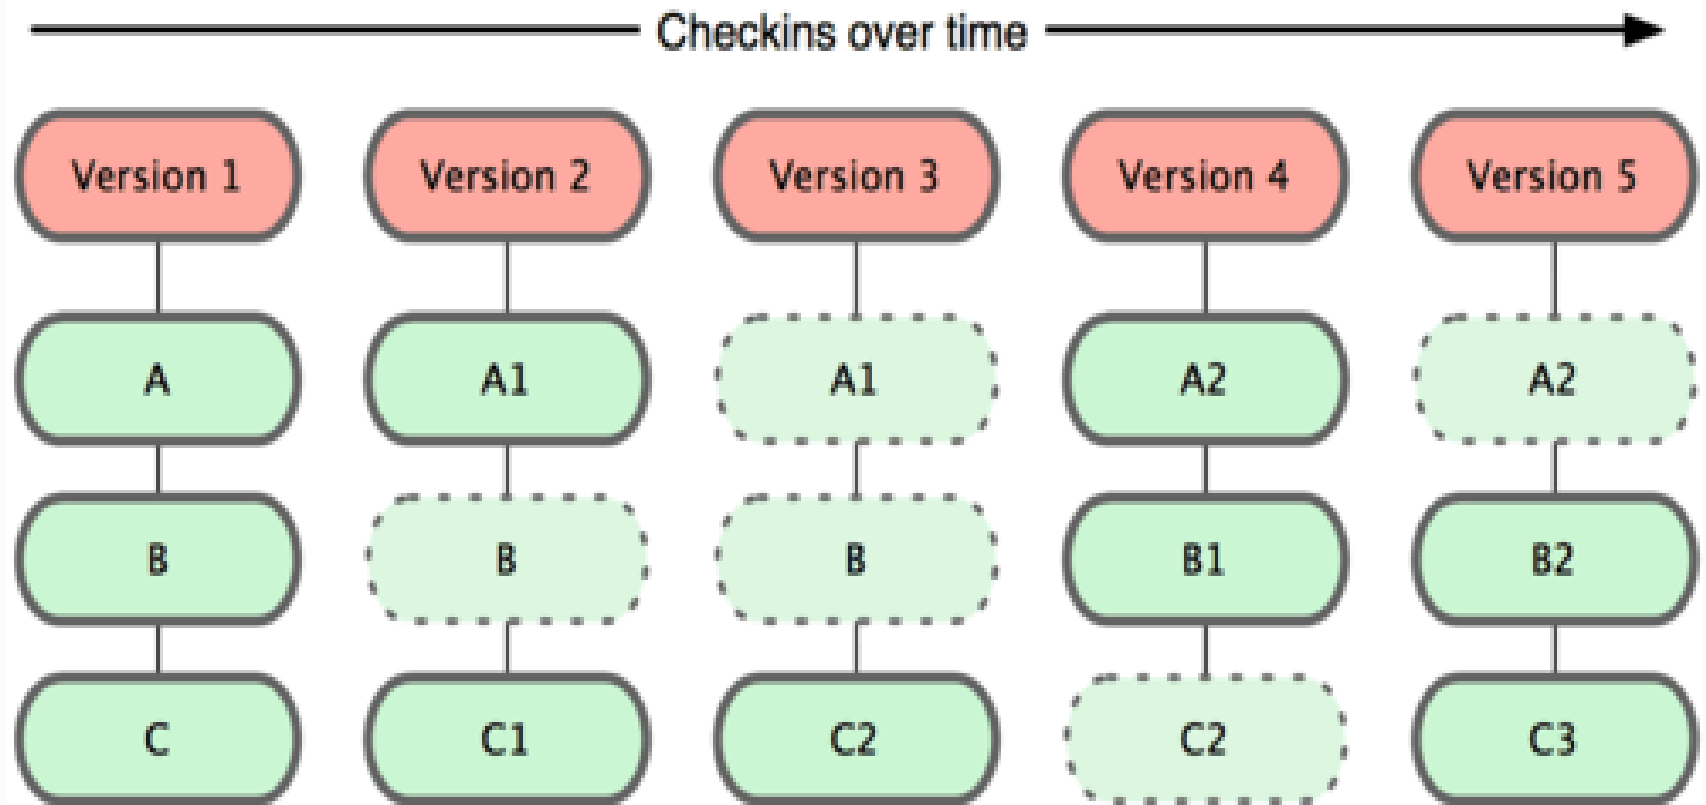 Checkins over time
Version 1 Version 2 Version 3 Version 4 Version 5
A A1 A1 A2 A2
B B B B1 B2
C C1 C2 C2 C3